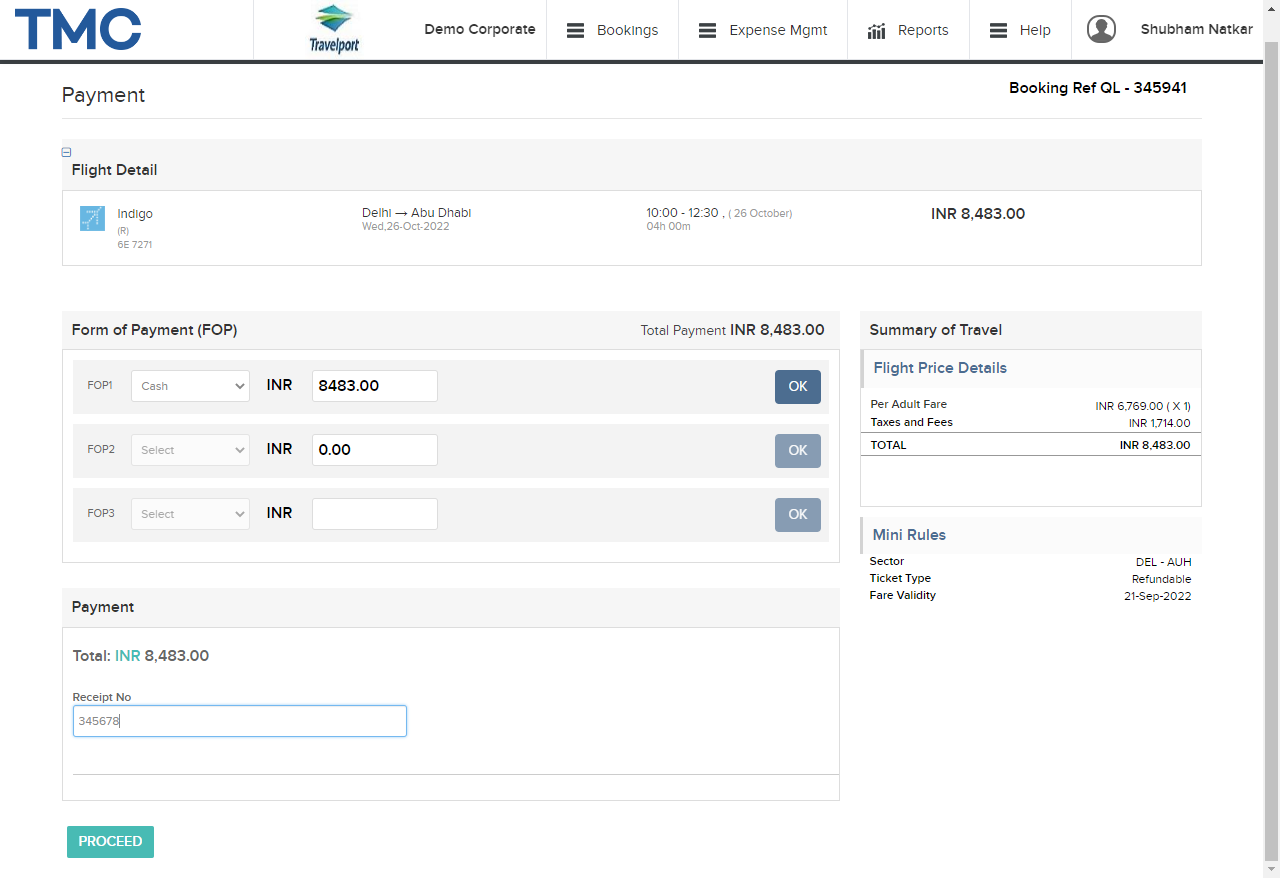 TMC
Travelport
Demo Corporate
Bookings
Expense Mgmt
Reports
Help
Shubham Natkar
Payment
Booking Ref QL - 345941
Flight Detail
Indigo
(R)
6E 7271
Delhi → Abu Dhabi
Wed,26-Oct-2022
10:00 - 12:30 , ( 26 October)
04h 00m
INR 8,483.00
Form of Payment (FOP)
Total Payment INR 8,483.00
FOP1 Cash INR 8483.00 OK
FOP2 Select INR 0.00 OK
FOP3 Select INR OK
Payment
Total: INR 8,483.00
Receipt No
345678
PROCEED
Summary of Travel
Flight Price Details
Per Adult Fare INR 6,769.00 ( X 1)
Taxes and Fees INR 1,714.00
TOTAL INR 8,483.00
Mini Rules
Sector DEL - AUH
Ticket Type Refundable
Fare Validity 21-Sep-2022